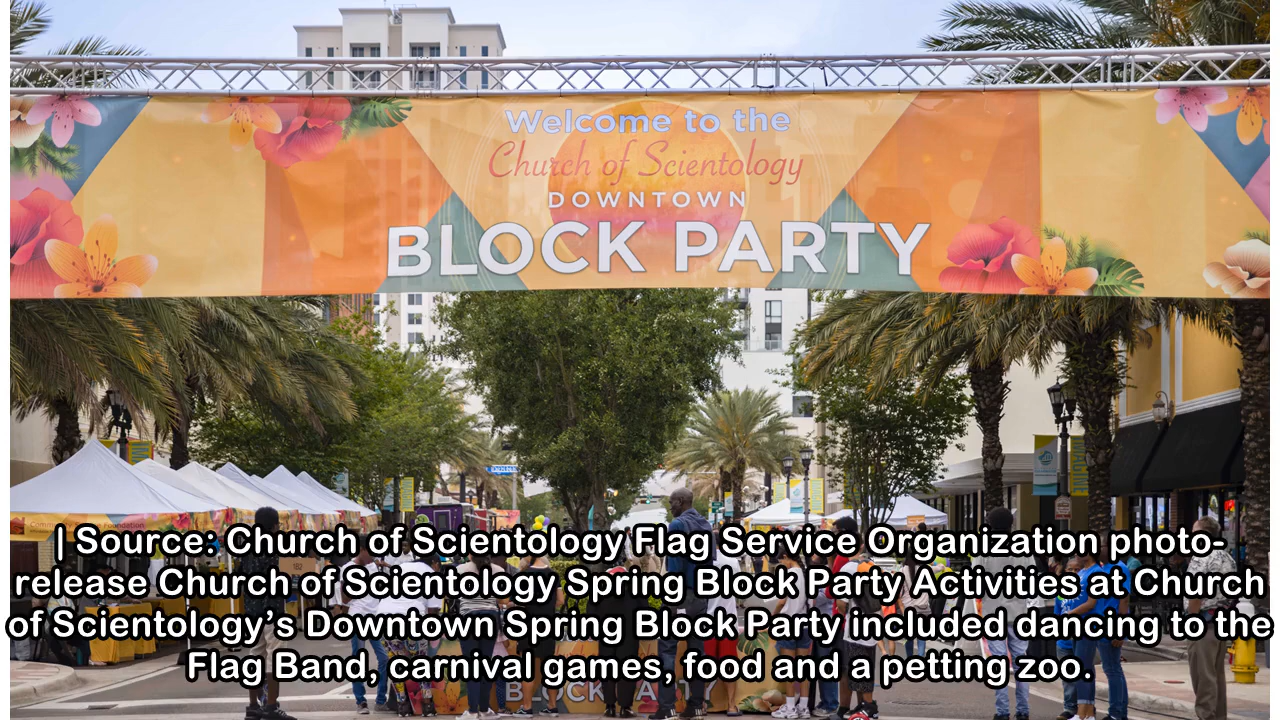 Welcome to the
Church of Scientology
DOWNTOWN
BLOCK PARTY
| Source: Church of Scientology Flag Service Organization photo-
release Church of Scientology Spring Block Party Activities at Church
of Scientology’s Downtown Spring Block Party included dancing to the
Flag Band, carnival games, food and a petting zoo.
BLOCK PARTY